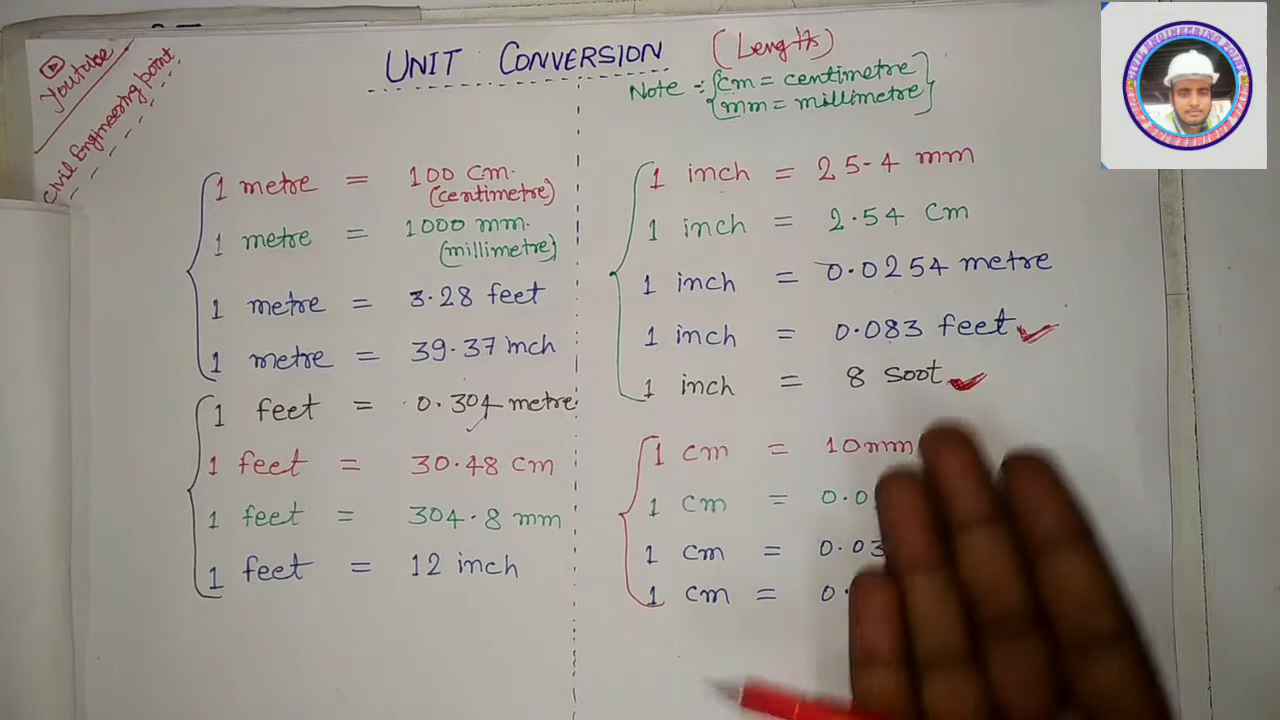 YouTube
Civil Engineering point
UNIT CONVERSION (Length)
Note :- {cm = centimetre}
{mm = millimetre}
1 metre = 100 cm.
(centimetre)
1 metre = 1000 mm.
(millimetre)
1 metre = 3.28 feet
1 metre = 39.37 inch
1 feet = 0.304 metre
1 feet = 30.48 cm
1 feet = 304.8 mm
1 feet = 12 inch
1 inch = 25.4 mm
1 inch = 2.54 cm
1 inch = 0.0254 metre
1 inch = 0.083 feet
1 inch = 8 soot
1 cm = 10mm
1 cm = 0.0
1 cm = 0.03
1 cm = 0.
CIVIL ENGINEERING POINT